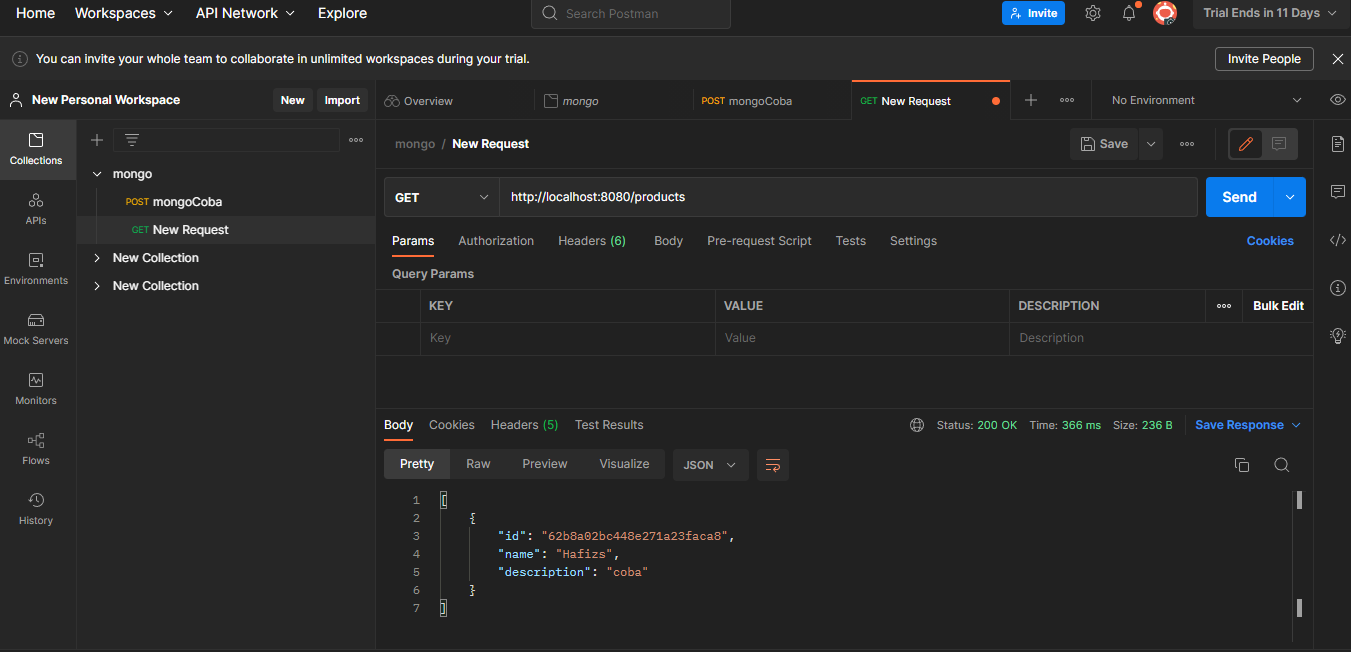 Home Workspaces API Network Explore Search Postman Invite Trial Ends in 11 Days
You can invite your whole team to collaborate in unlimited workspaces during your trial. Invite People
New Personal Workspace New Import Overview mongo POST mongoCoba GET New Request No Environment
Collections
APIs
Environments
Mock Servers
Monitors
Flows
History
mongo
POST mongoCoba
GET New Request
New Collection
New Collection
mongo / New Request Save
GET http://localhost:8080/products Send
Params Authorization Headers (6) Body Pre-request Script Tests Settings Cookies
Query Params
KEY VALUE DESCRIPTION Bulk Edit
Key Value Description
Body Cookies Headers (5) Test Results Status: 200 OK Time: 366 ms Size: 236 B Save Response
Pretty Raw Preview Visualize JSON
1 [
2 {
3 "id": "62b8a02bc448e271a23faca8",
4 "name": "Hafizs",
5 "description": "coba"
6 }
7 ]